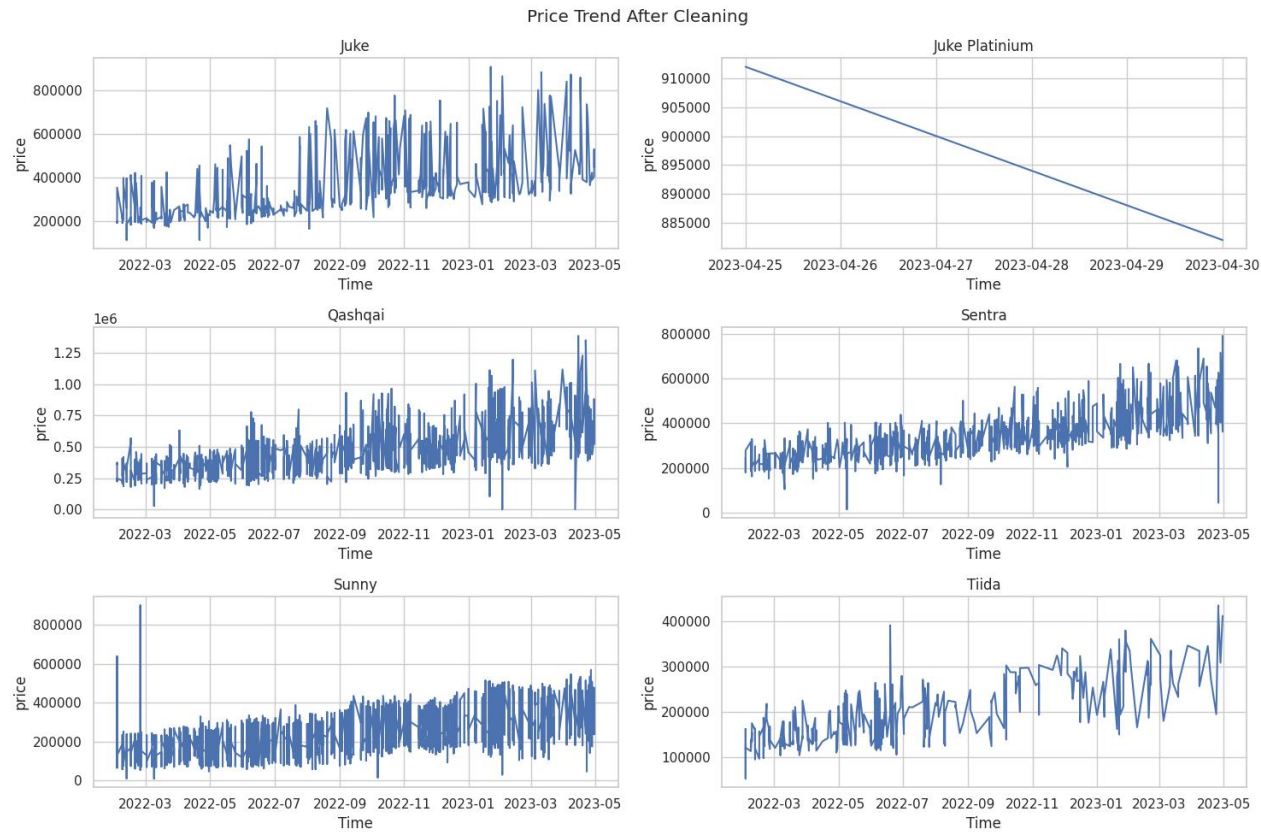 Price Trend After Cleaning
Juke
800000
600000
400000
200000
price
2022-03 2022-05 2022-07 2022-09 2022-11 2023-01 2023-03 2023-05
Time
Juke Platinium
910000
905000
900000
895000
890000
885000
price
2023-04-25 2023-04-26 2023-04-27 2023-04-28 2023-04-29 2023-04-30
Time
Qashqai
1e6
1.25
1.00
0.75
0.50
0.25
0.00
price
2022-03 2022-05 2022-07 2022-09 2022-11 2023-01 2023-03 2023-05
Time
Sentra
800000
600000
400000
200000
0
price
2022-03 2022-05 2022-07 2022-09 2022-11 2023-01 2023-03 2023-05
Time
Sunny
800000
600000
400000
200000
0
price
2022-03 2022-05 2022-07 2022-09 2022-11 2023-01 2023-03 2023-05
Time
Tiida
400000
300000
200000
100000
price
2022-03 2022-05 2022-07 2022-09 2022-11 2023-01 2023-03 2023-05
Time